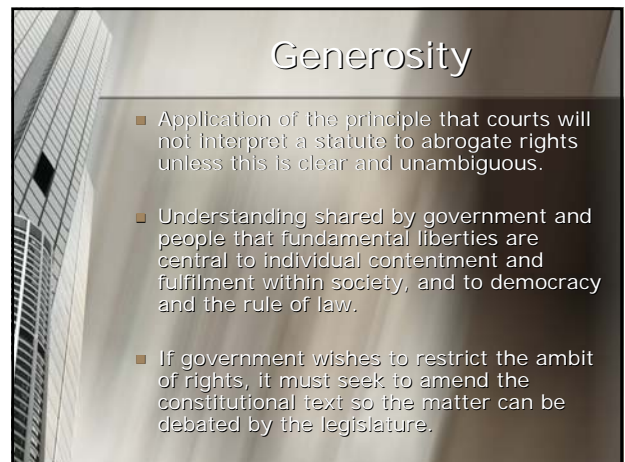 Generosity
Application of the principle that courts will
not interpret a statute to abrogate rights
unless this is clear and unambiguous.
Understanding shared by government and
people that fundamental liberties are
central to individual contentment and
fulfilment within society, and to democracy
and the rule of law.
If government wishes to restrict the ambit
of rights, it must seek to amend the
constitutional text so the matter can be
debated by the legislature.